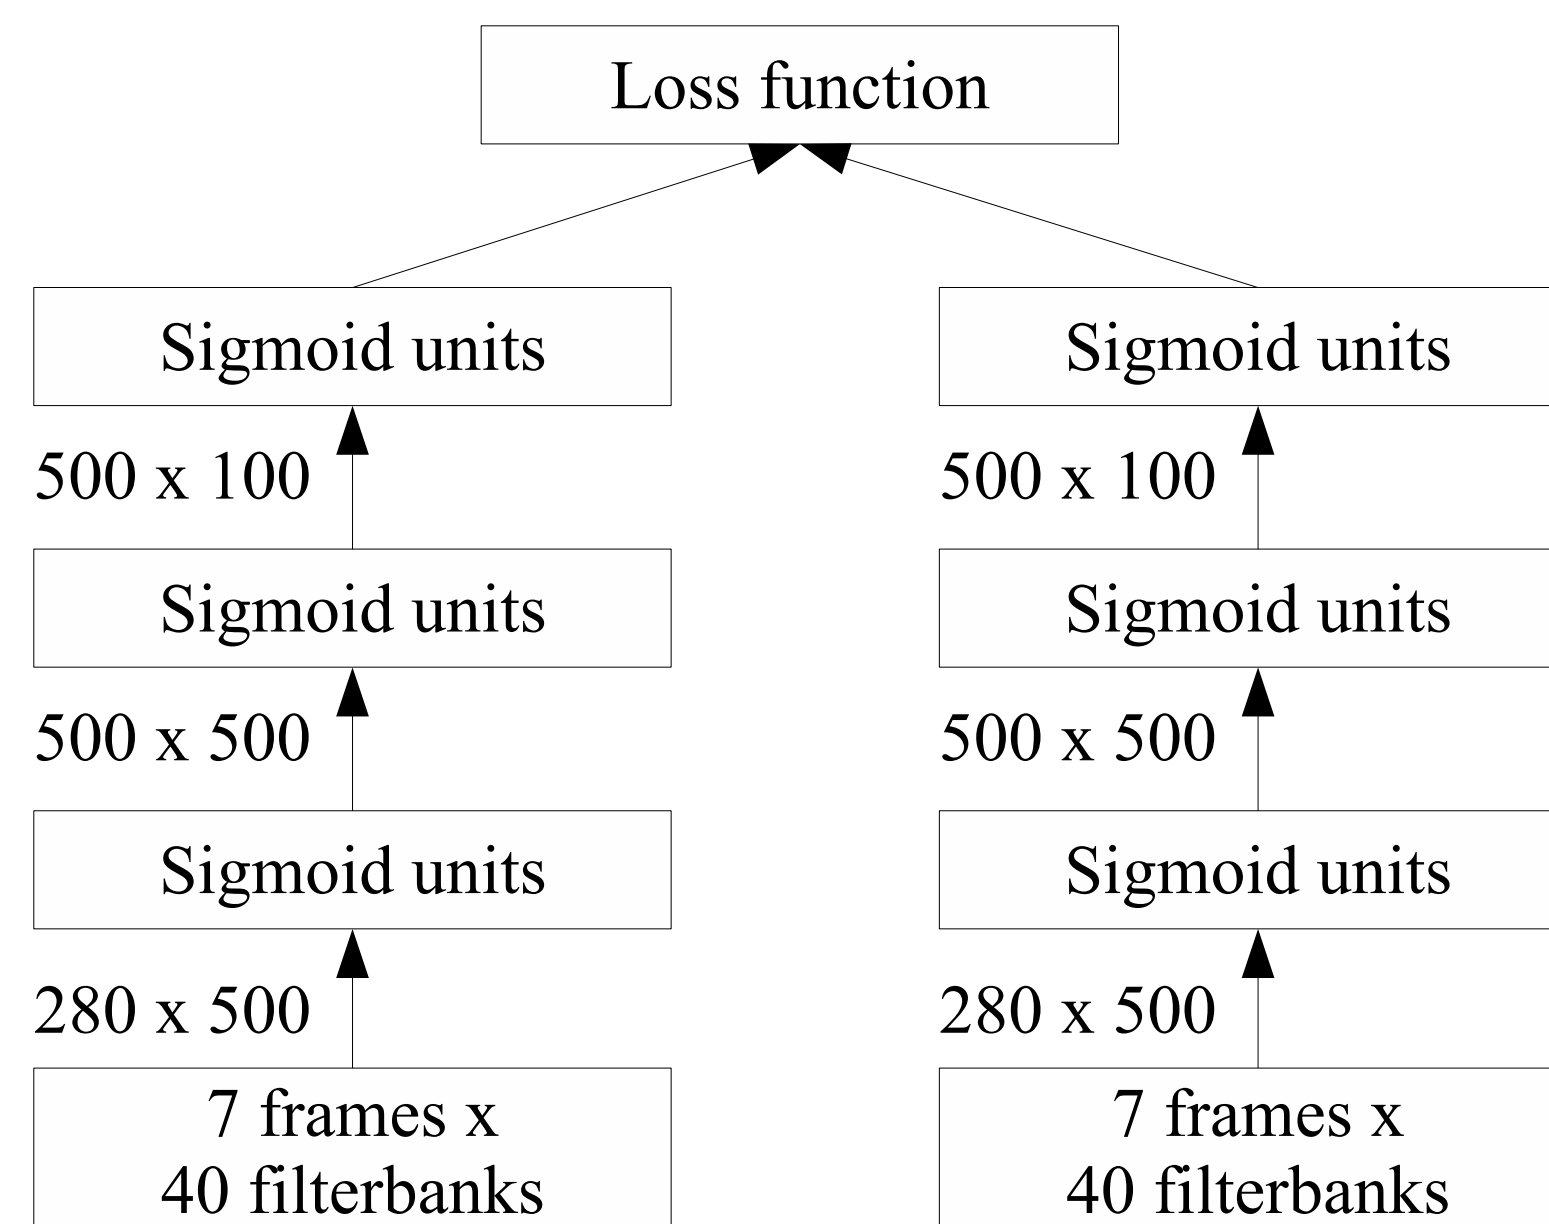 Loss function
Sigmoid units
Sigmoid units
500 x 100
500 x 100
Sigmoid units
Sigmoid units
500 x 500
500 x 500
Sigmoid units
Sigmoid units
280 x 500
280 x 500
7 frames x
40 filterbanks
7 frames x
40 filterbanks